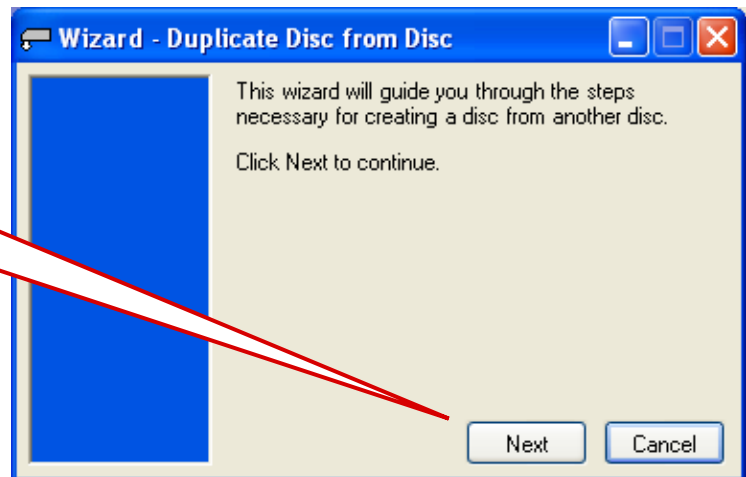 Wizard - Duplicate Disc from Disc
This wizard will guide you through the steps
necessary for creating a disc from another disc.
Click Next to continue.
Next
Cancel